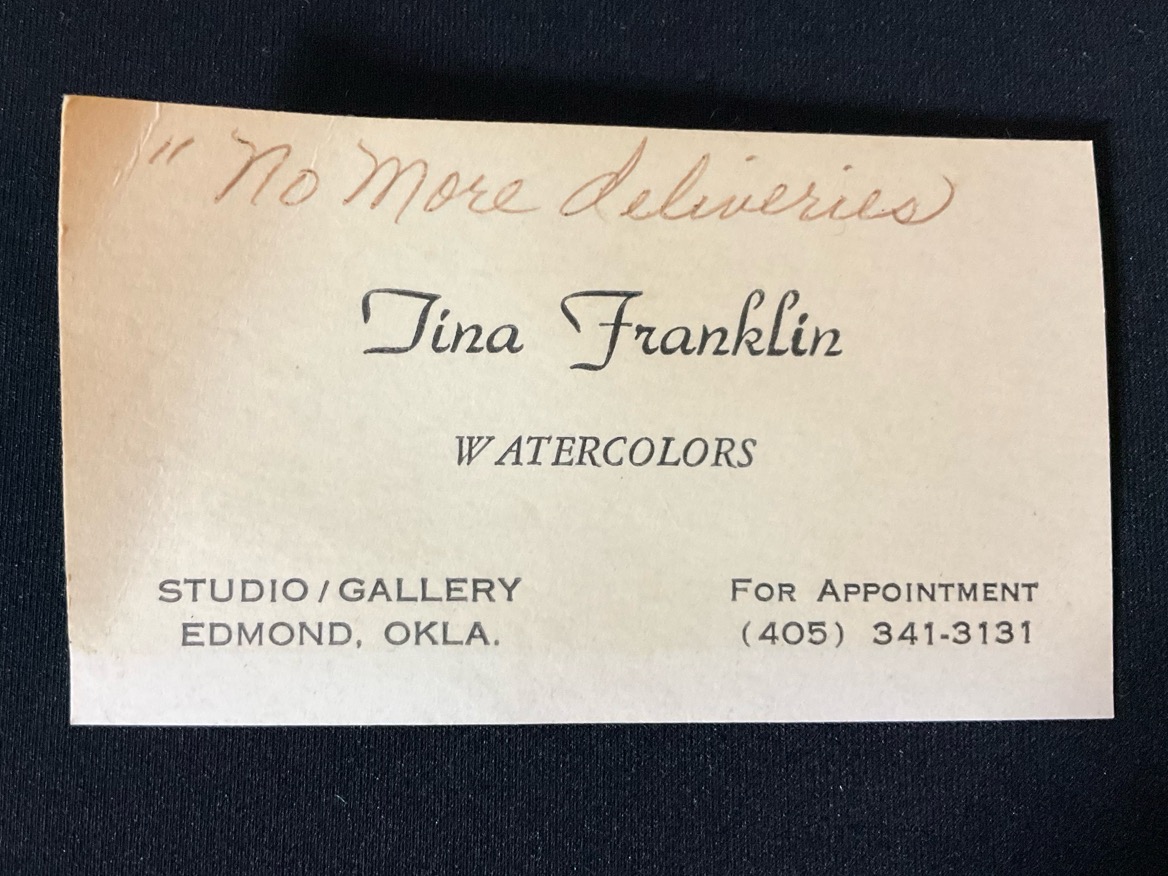 " No More deliveries
Tina Franklin
WATERCOLORS
STUDIO / GALLERY
EDMOND, OKLA.
FOR APPOINTMENT
(405) 341-3131